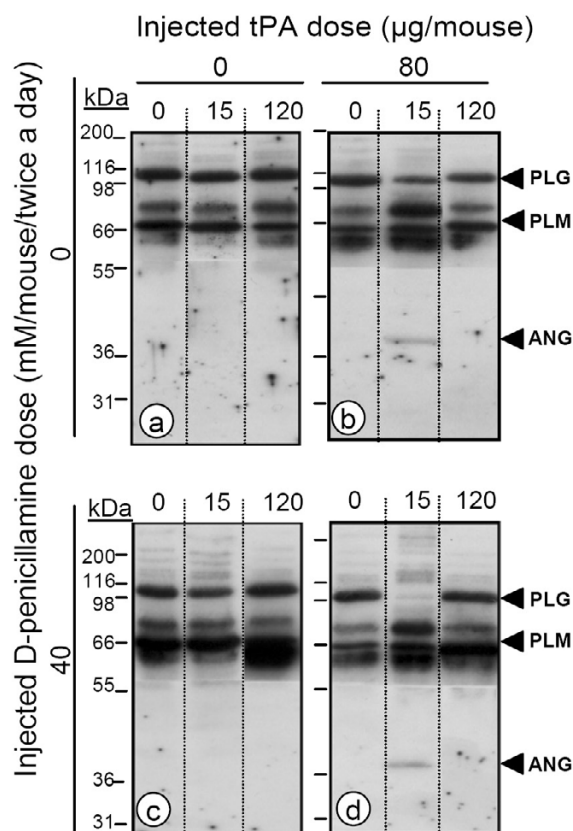 Injected tPA dose (µg/mouse)
0 80
kDa 0 15 120 0 15 120
200
116
98
66
55
36
31
PLG
PLM
ANG
a b
Injected D-penicillamine dose (mM/mouse/twice a day)
0
40
kDa 0 15 120 0 15 120
200
116
98
66
55
36
31
PLG
PLM
ANG
c d